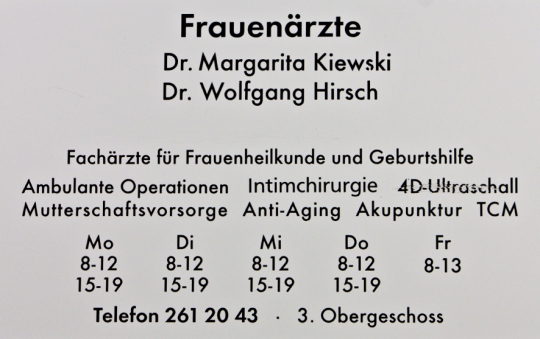 Frauenärzte
Dr. Margarita Kiewski
Dr. Wolfgang Hirsch
Fachärzte für Frauenheilkunde und Geburtshilfe
Ambulante Operationen Intimchirurgie 4D-Ultraschall
Mutterschaftsvorsorge Anti-Aging Akupunktur TCM
Mo Di Mi Do Fr
8-12 8-12 8-12 8-12 8-13
15-19 15-19 15-19 15-19
Telefon 261 20 43 · 3. Obergeschoss